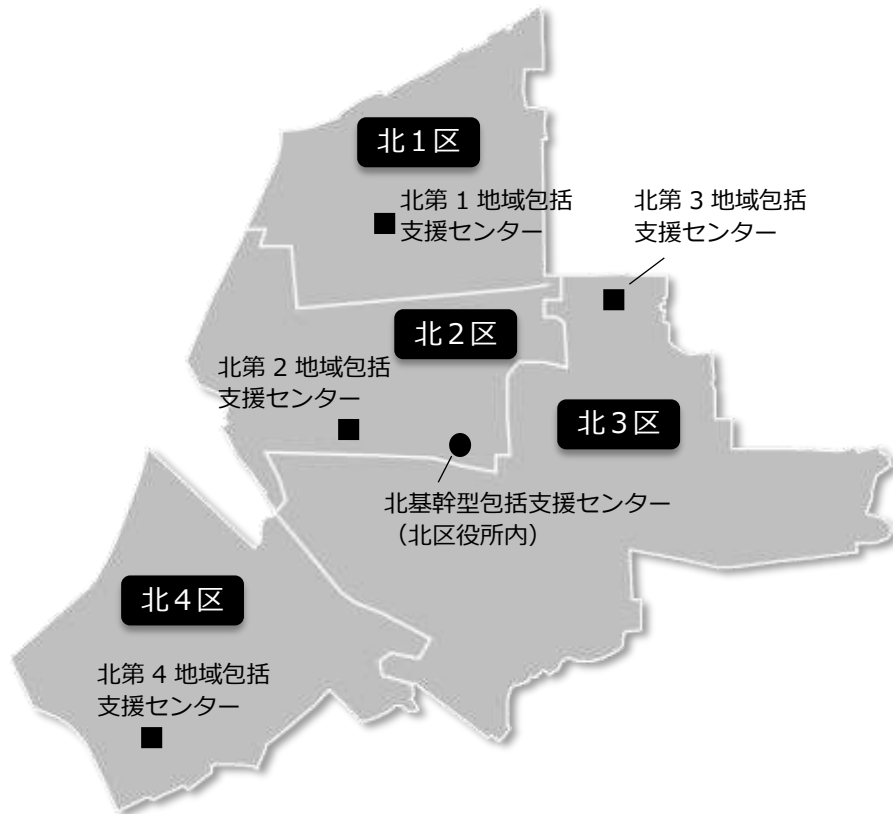 北１区
北第 1 地域包括
支援センター
北第 3 地域包括
支援センター
北２区
北第 2 地域包括
支援センター
北３区
北基幹型包括支援センター
（北区役所内）
北４区
北第 4 地域包括
支援センター